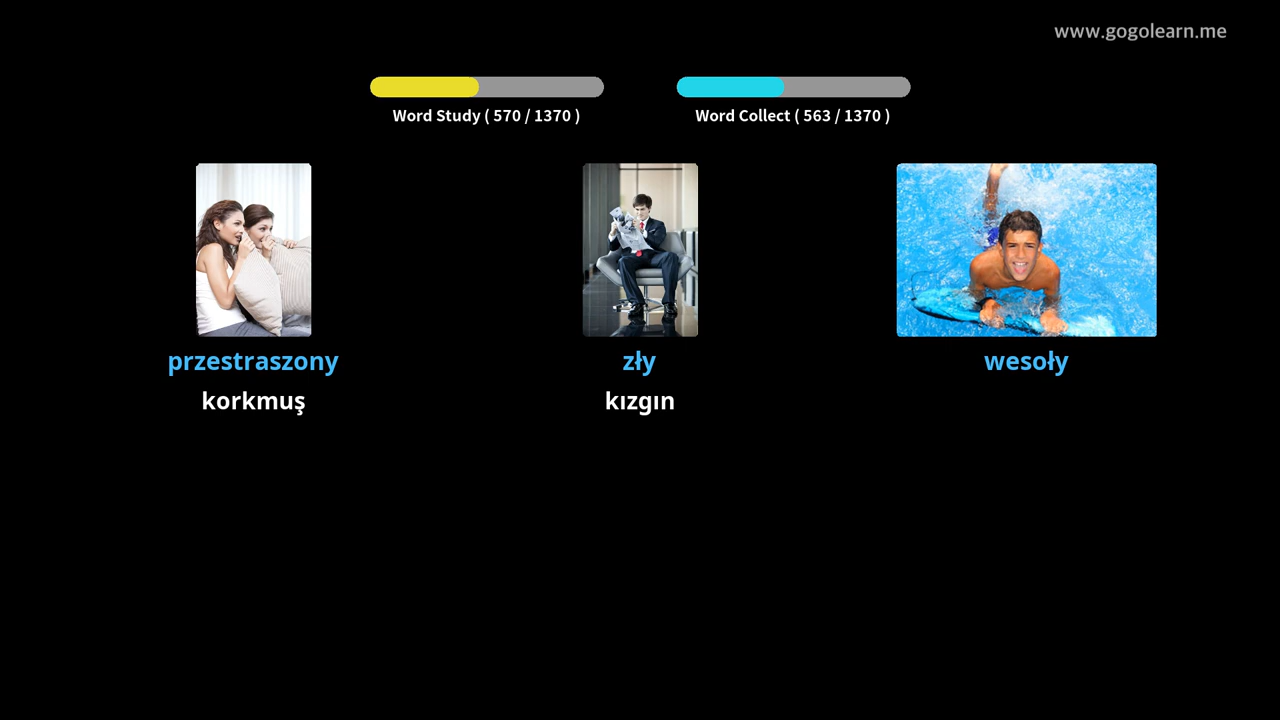 www.gogolearn.me
Word Study ( 570 / 1370 )
Word Collect ( 563 / 1370 )
przestraszony
zły
wesoły
korkmuş
kızgın